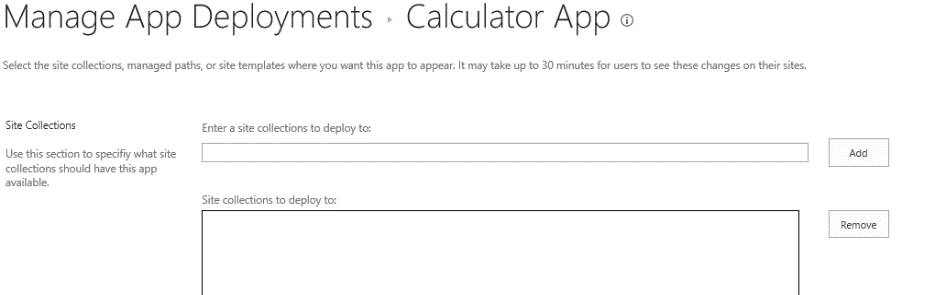 Manage App Deployments ▸ Calculator App
Select the site collections, managed paths, or site templates where you want this app to appear. It may take up to 30 minutes for users to see these changes on their sites.
Site Collections
Use this section to specifiy what site
collections should have this app
available.
Enter a site collections to deploy to:
Add
Site collections to deploy to:
Remove